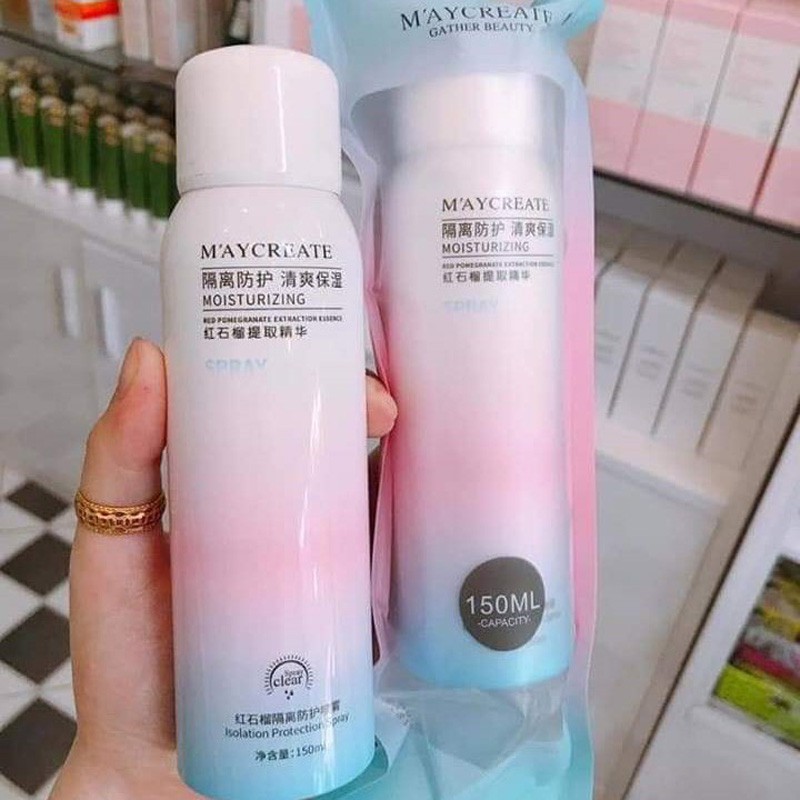 M'AYCREATE
GATHER BEAUTY
M'AYCREATE
隔离防护 清爽保湿
MOISTURIZING
RED POMEGRANATE EXTRACTION ESSENCE
红石榴提取精华
SPRAY
Spray
clear
红石榴隔离防护喷雾
Isolation Protection Spray
净含量:150ml
M'AYCREATE
隔离防护 清爽保湿
MOISTURIZING
RED POMEGRANATE EXTRACTION ESSENCE
红石榴提取精华
SPRAY
150ML
-CAPACITY-